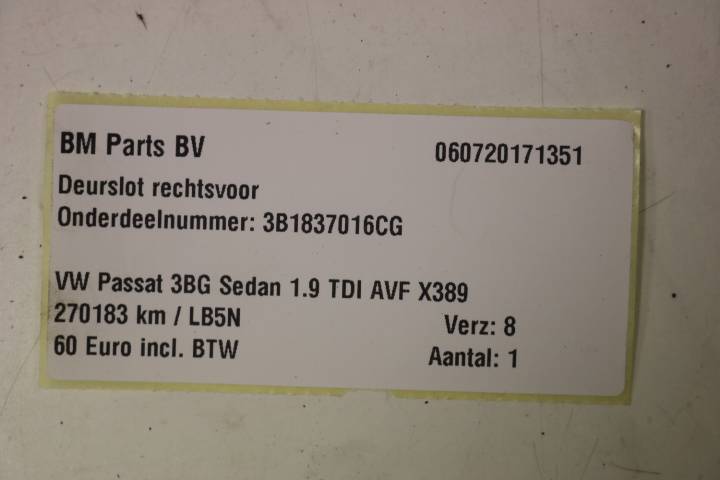 BM Parts BV 060720171351
Deurslot rechtsvoor
Onderdeelnummer: 3B1837016CG
VW Passat 3BG Sedan 1.9 TDI AVF X389
270183 km / LB5N Verz: 8
60 Euro incl. BTW Aantal: 1